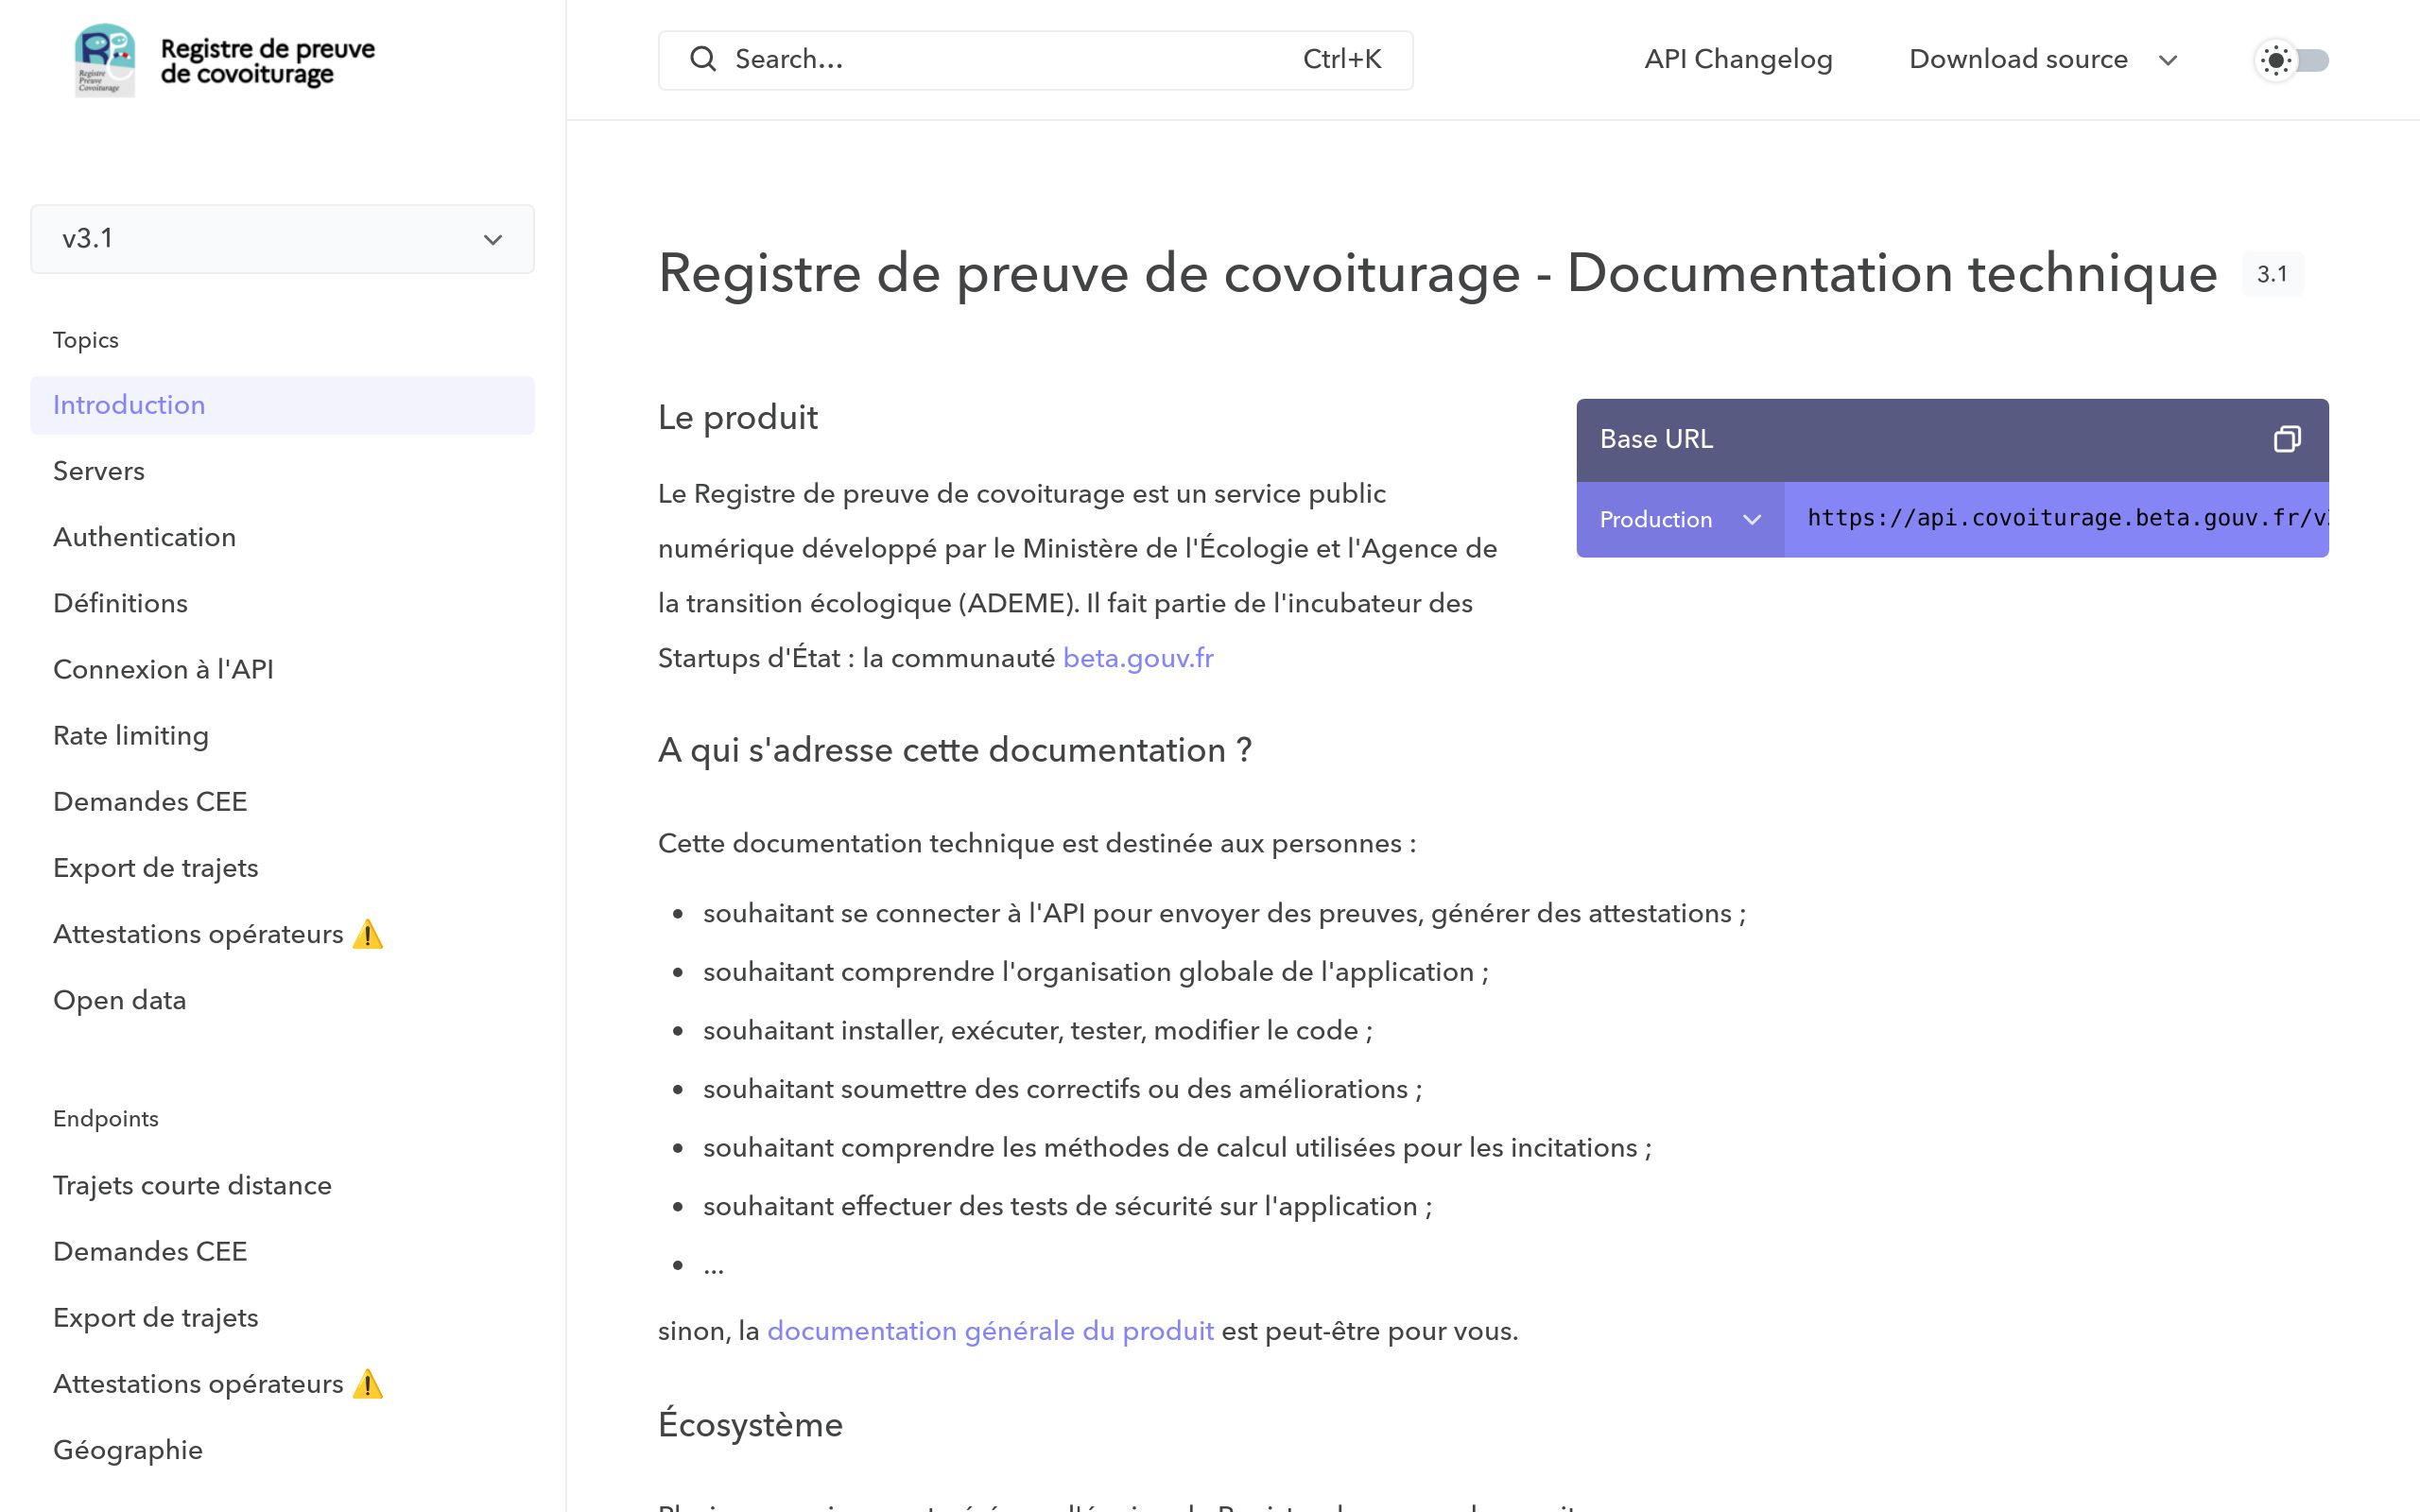 Registre
Preuve
Covoiturage
Registre de preuve
de covoiturage
Search...
Ctrl+K
API Changelog
Download source
v3.1
Topics
Introduction
Servers
Authentication
Définitions
Connexion à l'API
Rate limiting
Demandes CEE
Export de trajets
Attestations opérateurs ⚠️
Open data
Endpoints
Trajets courte distance
Demandes CEE
Export de trajets
Attestations opérateurs ⚠️
Géographie
Registre de preuve de covoiturage - Documentation technique 3.1
Le produit
Le Registre de preuve de covoiturage est un service public
numérique développé par le Ministère de l'Écologie et l'Agence de
la transition écologique (ADEME). Il fait partie de l'incubateur des
Startups d'État : la communauté beta.gouv.fr
Base URL
Production
https://api.covoiturage.beta.gouv.fr/v
A qui s'adresse cette documentation ?
Cette documentation technique est destinée aux personnes :
• souhaitant se connecter à l'API pour envoyer des preuves, générer des attestations ;
• souhaitant comprendre l'organisation globale de l'application ;
• souhaitant installer, exécuter, tester, modifier le code ;
• souhaitant soumettre des correctifs ou des améliorations ;
• souhaitant comprendre les méthodes de calcul utilisées pour les incitations ;
• souhaitant effectuer des tests de sécurité sur l'application ;
• ...
sinon, la documentation générale du produit est peut-être pour vous.
Écosystème